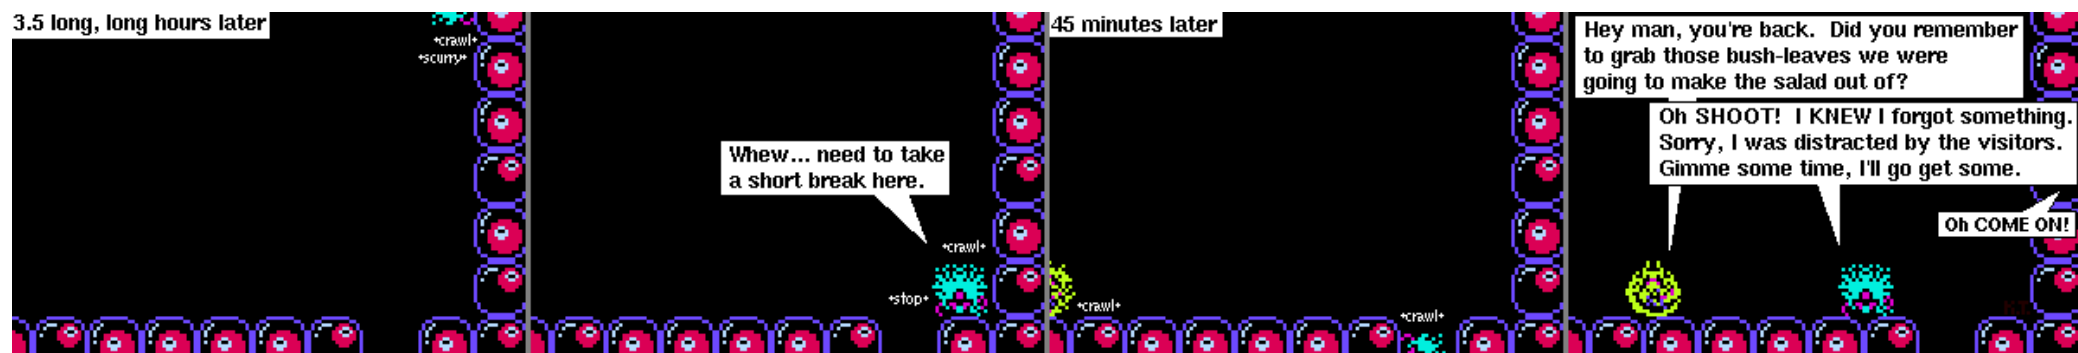 3.5 long, long hours later
+crawl+
+scurry+
Whew... need to take
a short break here.
+crawl+
+stop+
45 minutes later
+crawl+
+crawl+
Hey man, you're back. Did you remember
to grab those bush-leaves we were
going to make the salad out of?
Oh SHOOT! I KNEW I forgot something.
Sorry, I was distracted by the visitors.
Gimme some time, I'll go get some.
Oh COME ON!